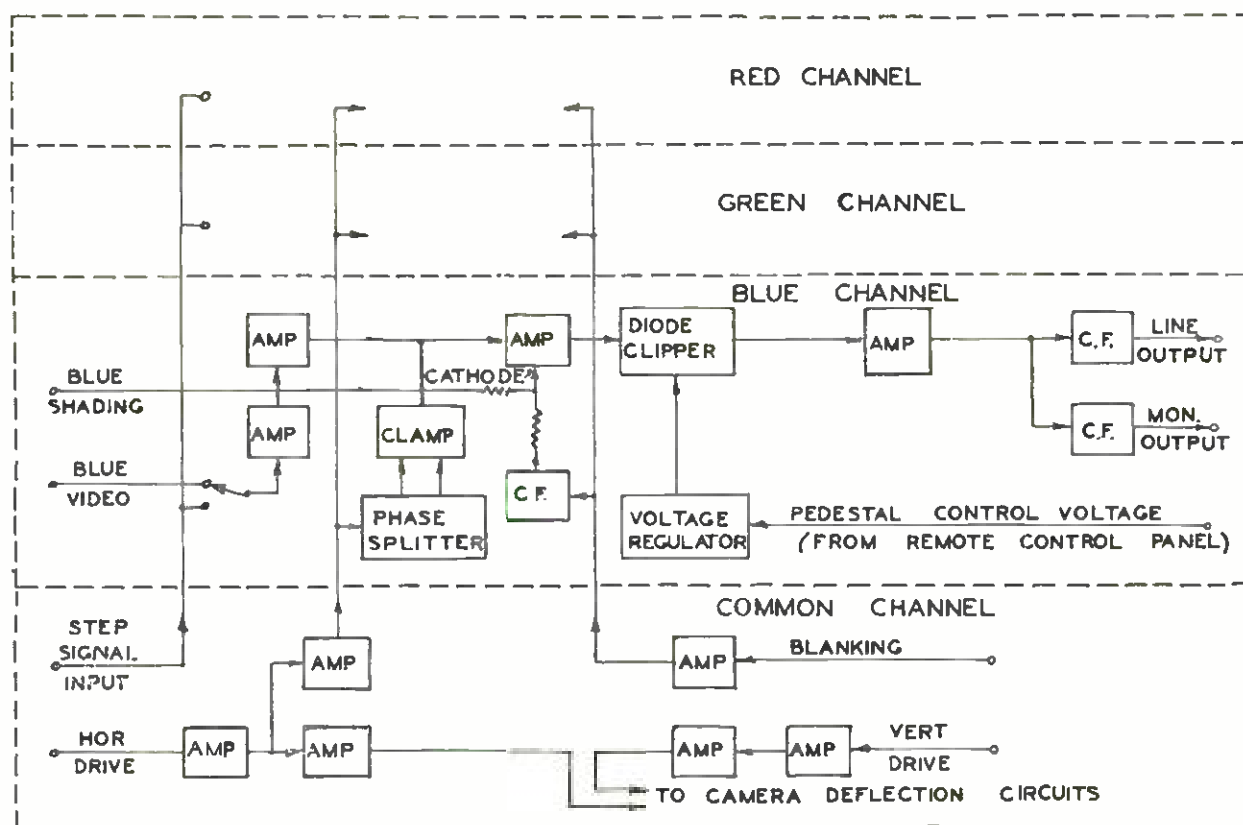 RED CHANNEL
GREEN CHANNEL
BLUE CHANNEL
AMP
AMP
DIODE
CLIPPER
AMP
C.F.
LINE
OUTPUT
BLUE
SHADING
CATHODE
AMP
CLAMP
C.F.
MON.
OUTPUT
BLUE
VIDEO
PHASE
SPLITTER
C.F.
VOLTAGE
REGULATOR
PEDESTAL CONTROL VOLTAGE
(FROM REMOTE CONTROL PANEL)
COMMON CHANNEL
STEP
SIGNAL
INPUT
AMP
AMP
BLANKING
HOR
DRIVE
AMP
AMP
AMP
AMP
VERT
DRIVE
TO CAMERA DEFLECTION CIRCUITS